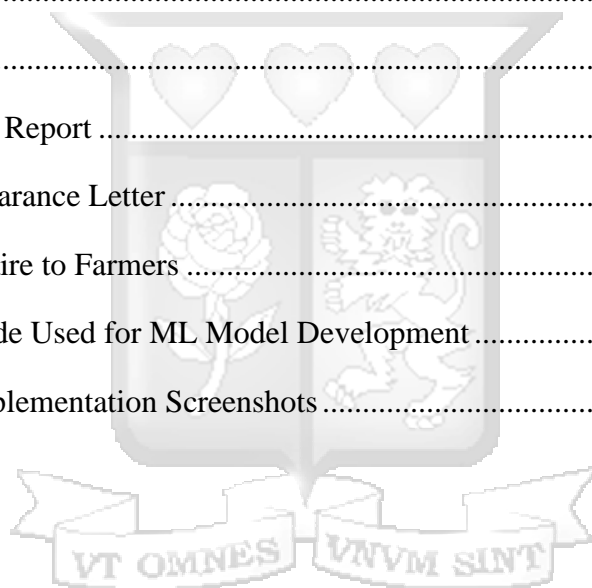 ................................................................
................................................................
Report ................................................................
arance Letter ................................................................
ire to Farmers ................................................................
de Used for ML Model Development ................
plementation Screenshots ................................
VT OMNES VNVM SINT